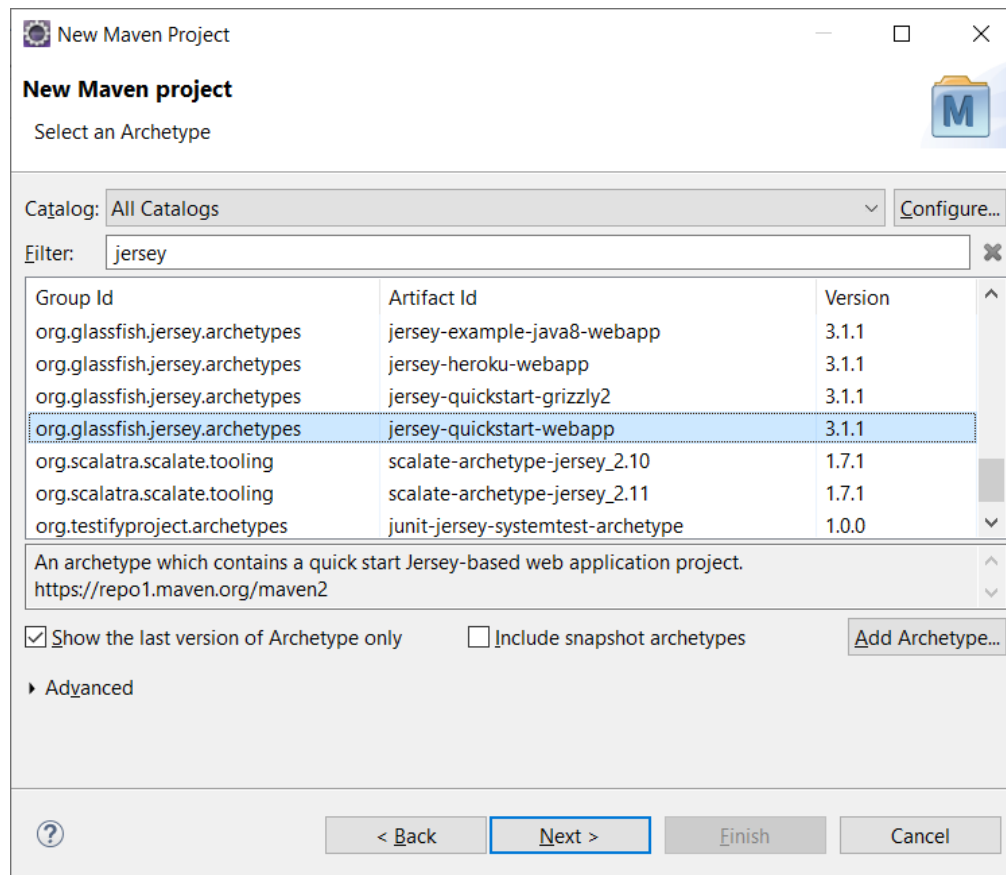 New Maven Project
New Maven project
Select an Archetype
M
Catalog: All Catalogs Configure...
Filter: jersey
Group Id Artifact Id Version
org.glassfish.jersey.archetypes jersey-example-java8-webapp 3.1.1
org.glassfish.jersey.archetypes jersey-heroku-webapp 3.1.1
org.glassfish.jersey.archetypes jersey-quickstart-grizzly2 3.1.1
org.glassfish.jersey.archetypes jersey-quickstart-webapp 3.1.1
org.scalatra.scalate.tooling scalate-archetype-jersey_2.10 1.7.1
org.scalatra.scalate.tooling scalate-archetype-jersey_2.11 1.7.1
org.testifyproject.archetypes junit-jersey-systemtest-archetype 1.0.0
An archetype which contains a quick start Jersey-based web application project.
https://repo1.maven.org/maven2
Show the last version of Archetype only Include snapshot archetypes Add Archetype...
Advanced
? < Back Next > Finish Cancel